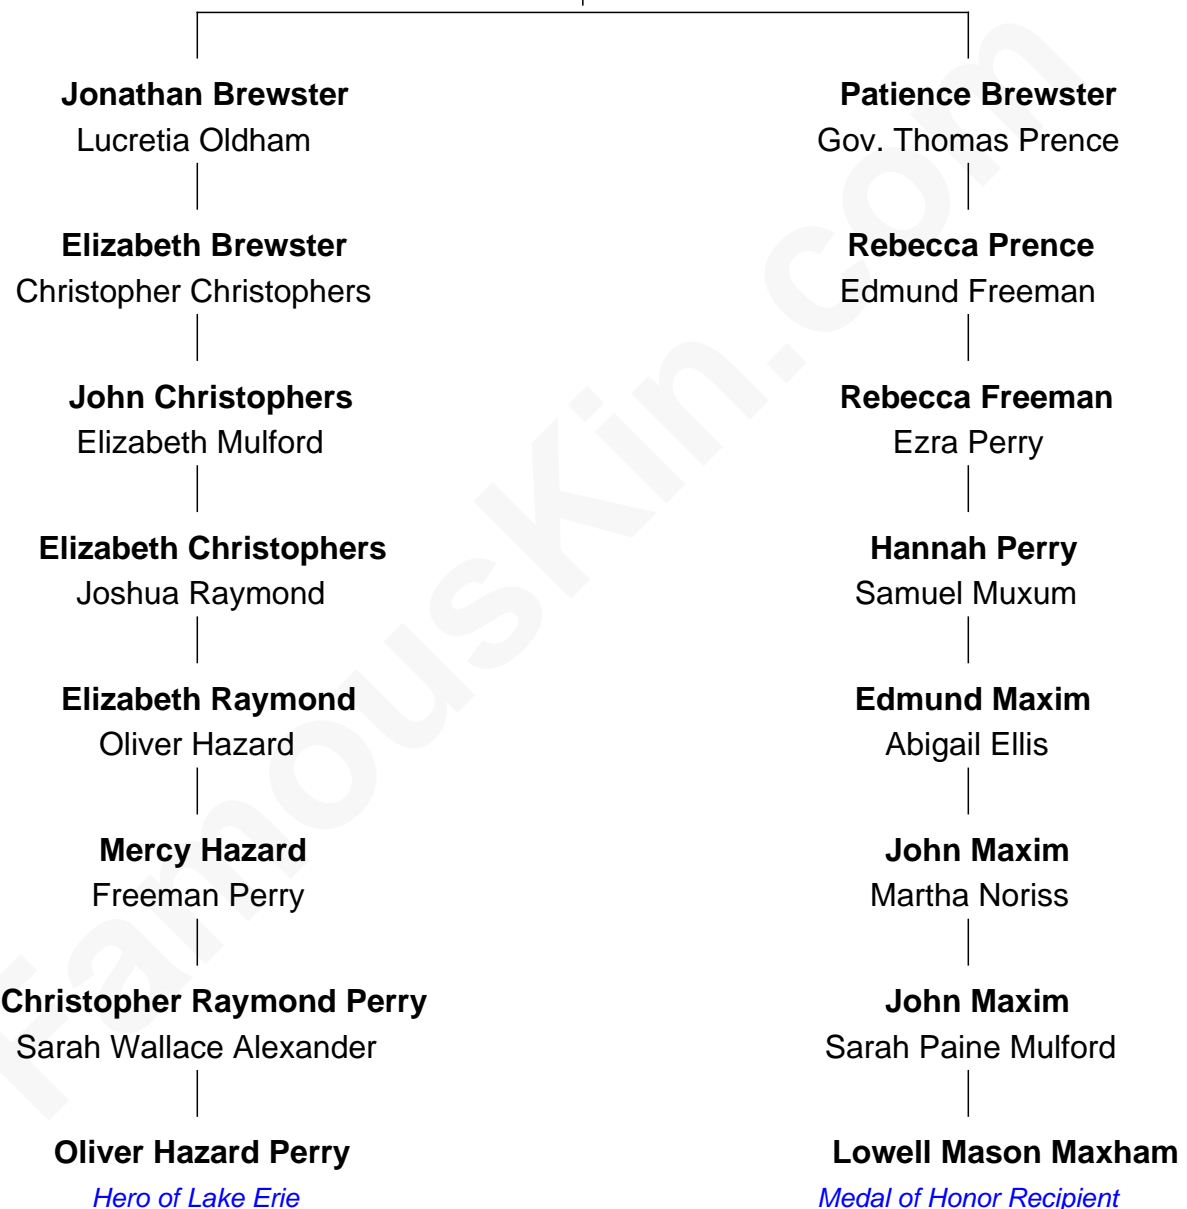 Jonathan Brewster
Lucretia Oldham
Elizabeth Brewster
Christopher Christophers
John Christophers
Elizabeth Mulford
Elizabeth Christophers
Joshua Raymond
Elizabeth Raymond
Oliver Hazard
Mercy Hazard
Freeman Perry
Christopher Raymond Perry
Sarah Wallace Alexander
Oliver Hazard Perry
Hero of Lake Erie
Patience Brewster
Gov. Thomas Prence
Rebecca Prence
Edmund Freeman
Rebecca Freeman
Ezra Perry
Hannah Perry
Samuel Muxum
Edmund Maxim
Abigail Ellis
John Maxim
Martha Noriss
John Maxim
Sarah Paine Mulford
Lowell Mason Maxham
Medal of Honor Recipient
FamousKin.com